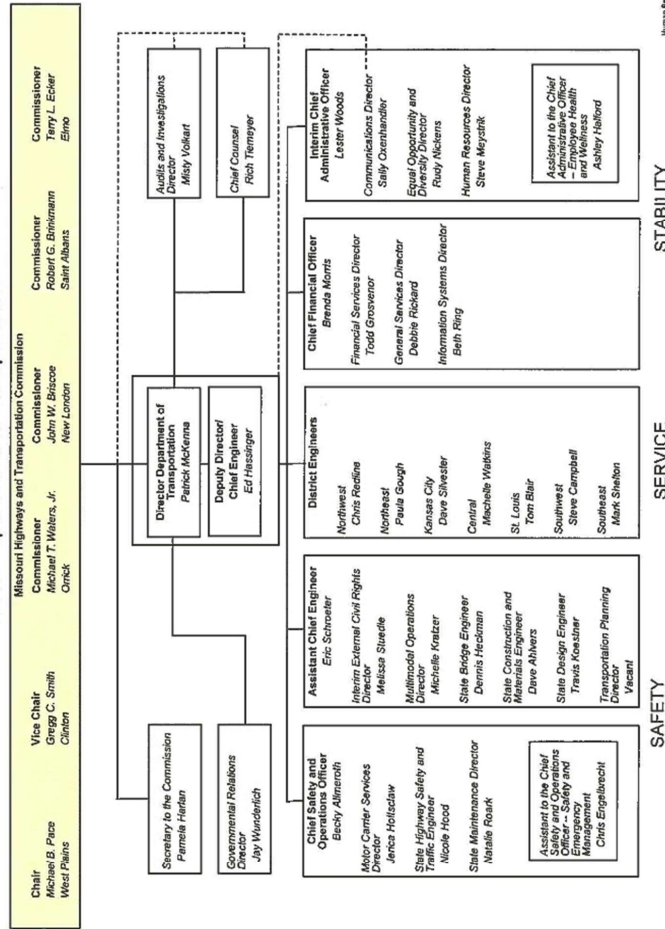 Missouri Highways and Transportation Commission
Chair
Michael B. Pace
West Plains
Vice Chair
Gregg C. Smith
Clinton
Commissioner
Michael T. Waters, Jr.
Orrick
Commissioner
John W. Briscoe
New London
Commissioner
Robert G. Brinkmann
Saint Albans
Commissioner
Terry L. Ecker
Elmo
Secretary to the Commission
Pamela Harlan
Governmental Relations
Director
Jay Wunderlich
Director Department of
Transportation
Patrick McKenna
Deputy Director/
Chief Engineer
Ed Hassinger
Audits and Investigations
Director
Misty Volkart
Chief Counsel
Rich Tiemeyer
Chief Safety and
Operations Officer
Becky Allmeroth
Motor Carrier Services
Director
Jerica Holtsclaw
State Highway Safety and
Traffic Engineer
Nicole Hood
State Maintenance Director
Natalie Roark
Assistant to the Chief
Safety and Operations
Officer -- Safety and
Emergency
Management
Chris Engelbrecht
Assistant Chief Engineer
Eric Schroeter
Interim External Civil Rights
Director
Melissa Stuedle
Multimodal Operations
Director
Michelle Kratzer
State Bridge Engineer
Dennis Heckman
State Construction and
Materials Engineer
Dave Ahlvers
State Design Engineer
Travis Koestner
Transportation Planning
Director
Vacant
District Engineers
Northwest
Chris Redline
Northeast
Paula Gough
Kansas City
Dave Silvester
Central
Machelle Watkins
St. Louis
Tom Blair
Southwest
Steve Campbell
Southeast
Mark Shelton
Chief Financial Officer
Brenda Morris
Financial Services Director
Todd Grosvenor
General Services Director
Debbie Rickard
Information Systems Director
Beth Ring
Interim Chief
Administrative Officer
Lester Woods
Communications Director
Sally Oxenhandler
Equal Opportunity and
Diversity Director
Rudy Nickens
Human Resources Director
Steve Meystrik
Assistant to the Chief
Administrative Officer
– Employee Health
and Wellness
Ashley Halford
SAFETY
SERVICE
STABILITY